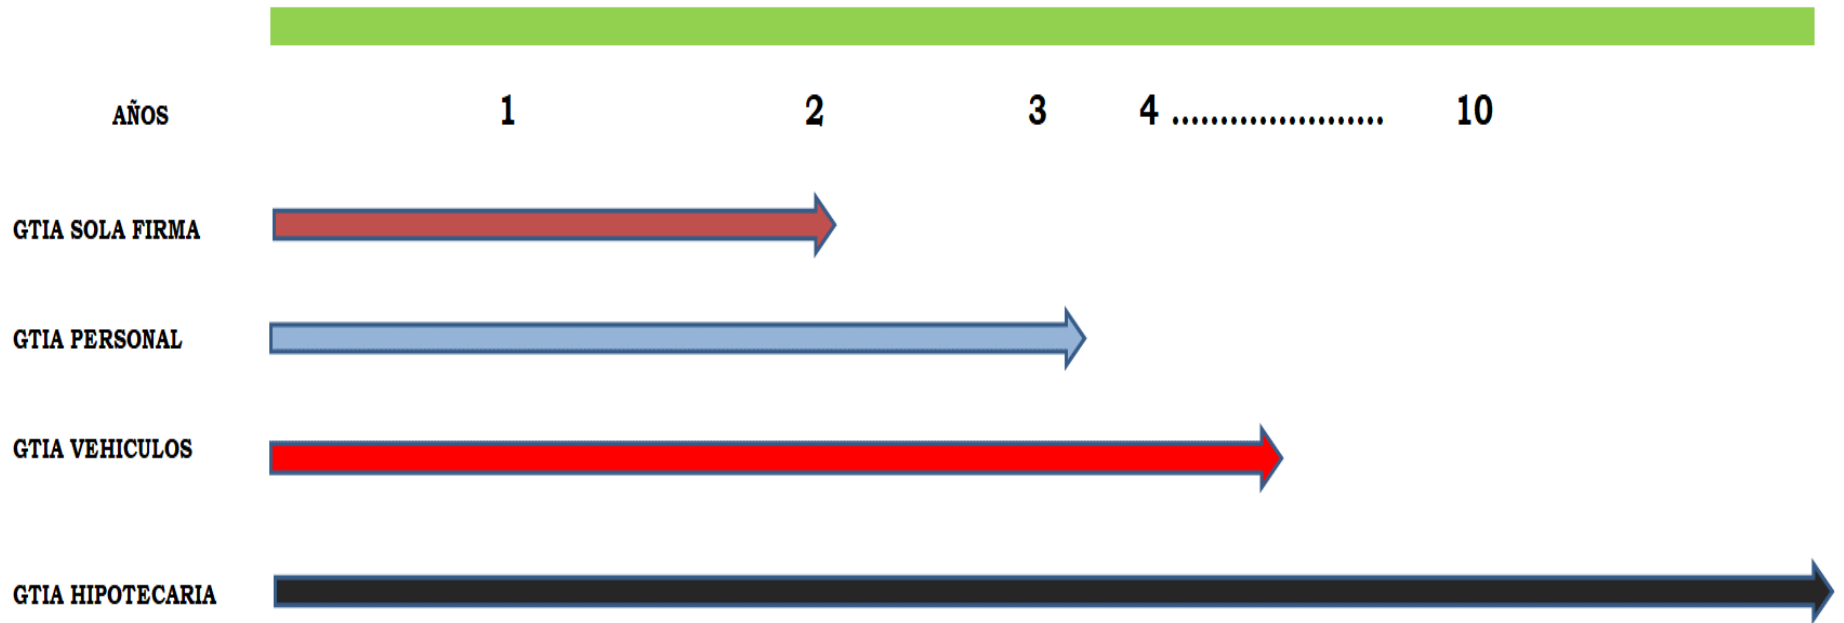 AÑOS 1 2 3 4 ...................... 10
GTIA SOLA FIRMA
GTIA PERSONAL
GTIA VEHICULOS
GTIA HIPOTECARIA